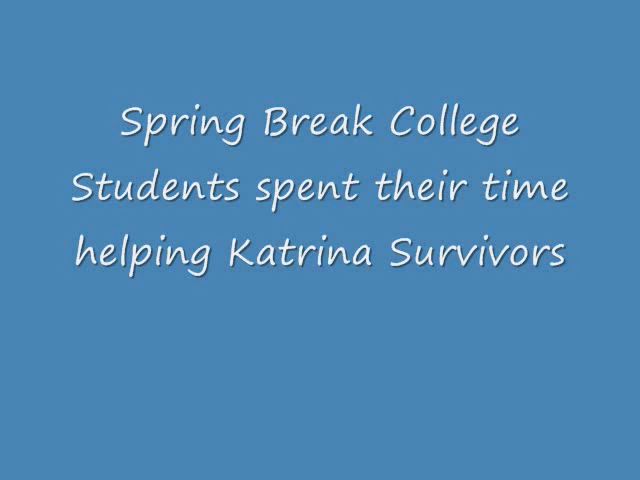 Spring Break College
Students spent their time
helping Katrina Survivors